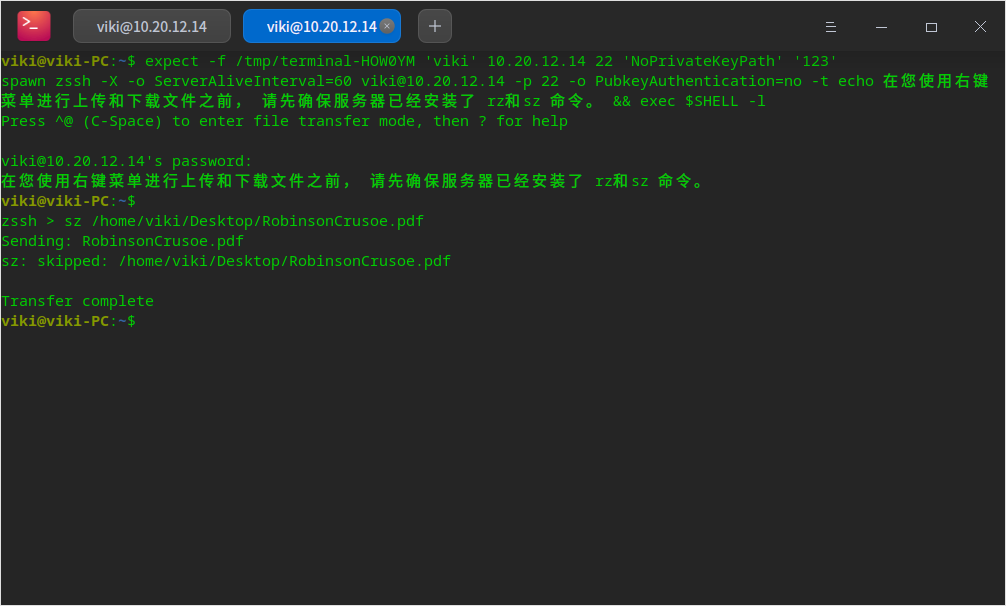 viki@10.20.12.14
viki@10.20.12.14
viki@viki-PC:~$ expect -f /tmp/terminal-HOW0YM 'viki' 10.20.12.14 22 'NoPrivateKeyPath' '123'
spawn zssh -X -o ServerAliveInterval=60 viki@10.20.12.14 -p 22 -o PubkeyAuthentication=no -t echo 在您使用右键
菜单进行上传和下载文件之前， 请先确保服务器已经安装了 rz和sz 命令。 && exec $SHELL -l
Press ^@ (C-Space) to enter file transfer mode, then ? for help
viki@10.20.12.14's password:
在您使用右键菜单进行上传和下载文件之前， 请先确保服务器已经安装了 rz和sz 命令。
viki@viki-PC:~$
zssh > sz /home/viki/Desktop/RobinsonCrusoe.pdf
Sending: RobinsonCrusoe.pdf
sz: skipped: /home/viki/Desktop/RobinsonCrusoe.pdf
Transfer complete
viki@viki-PC:~$